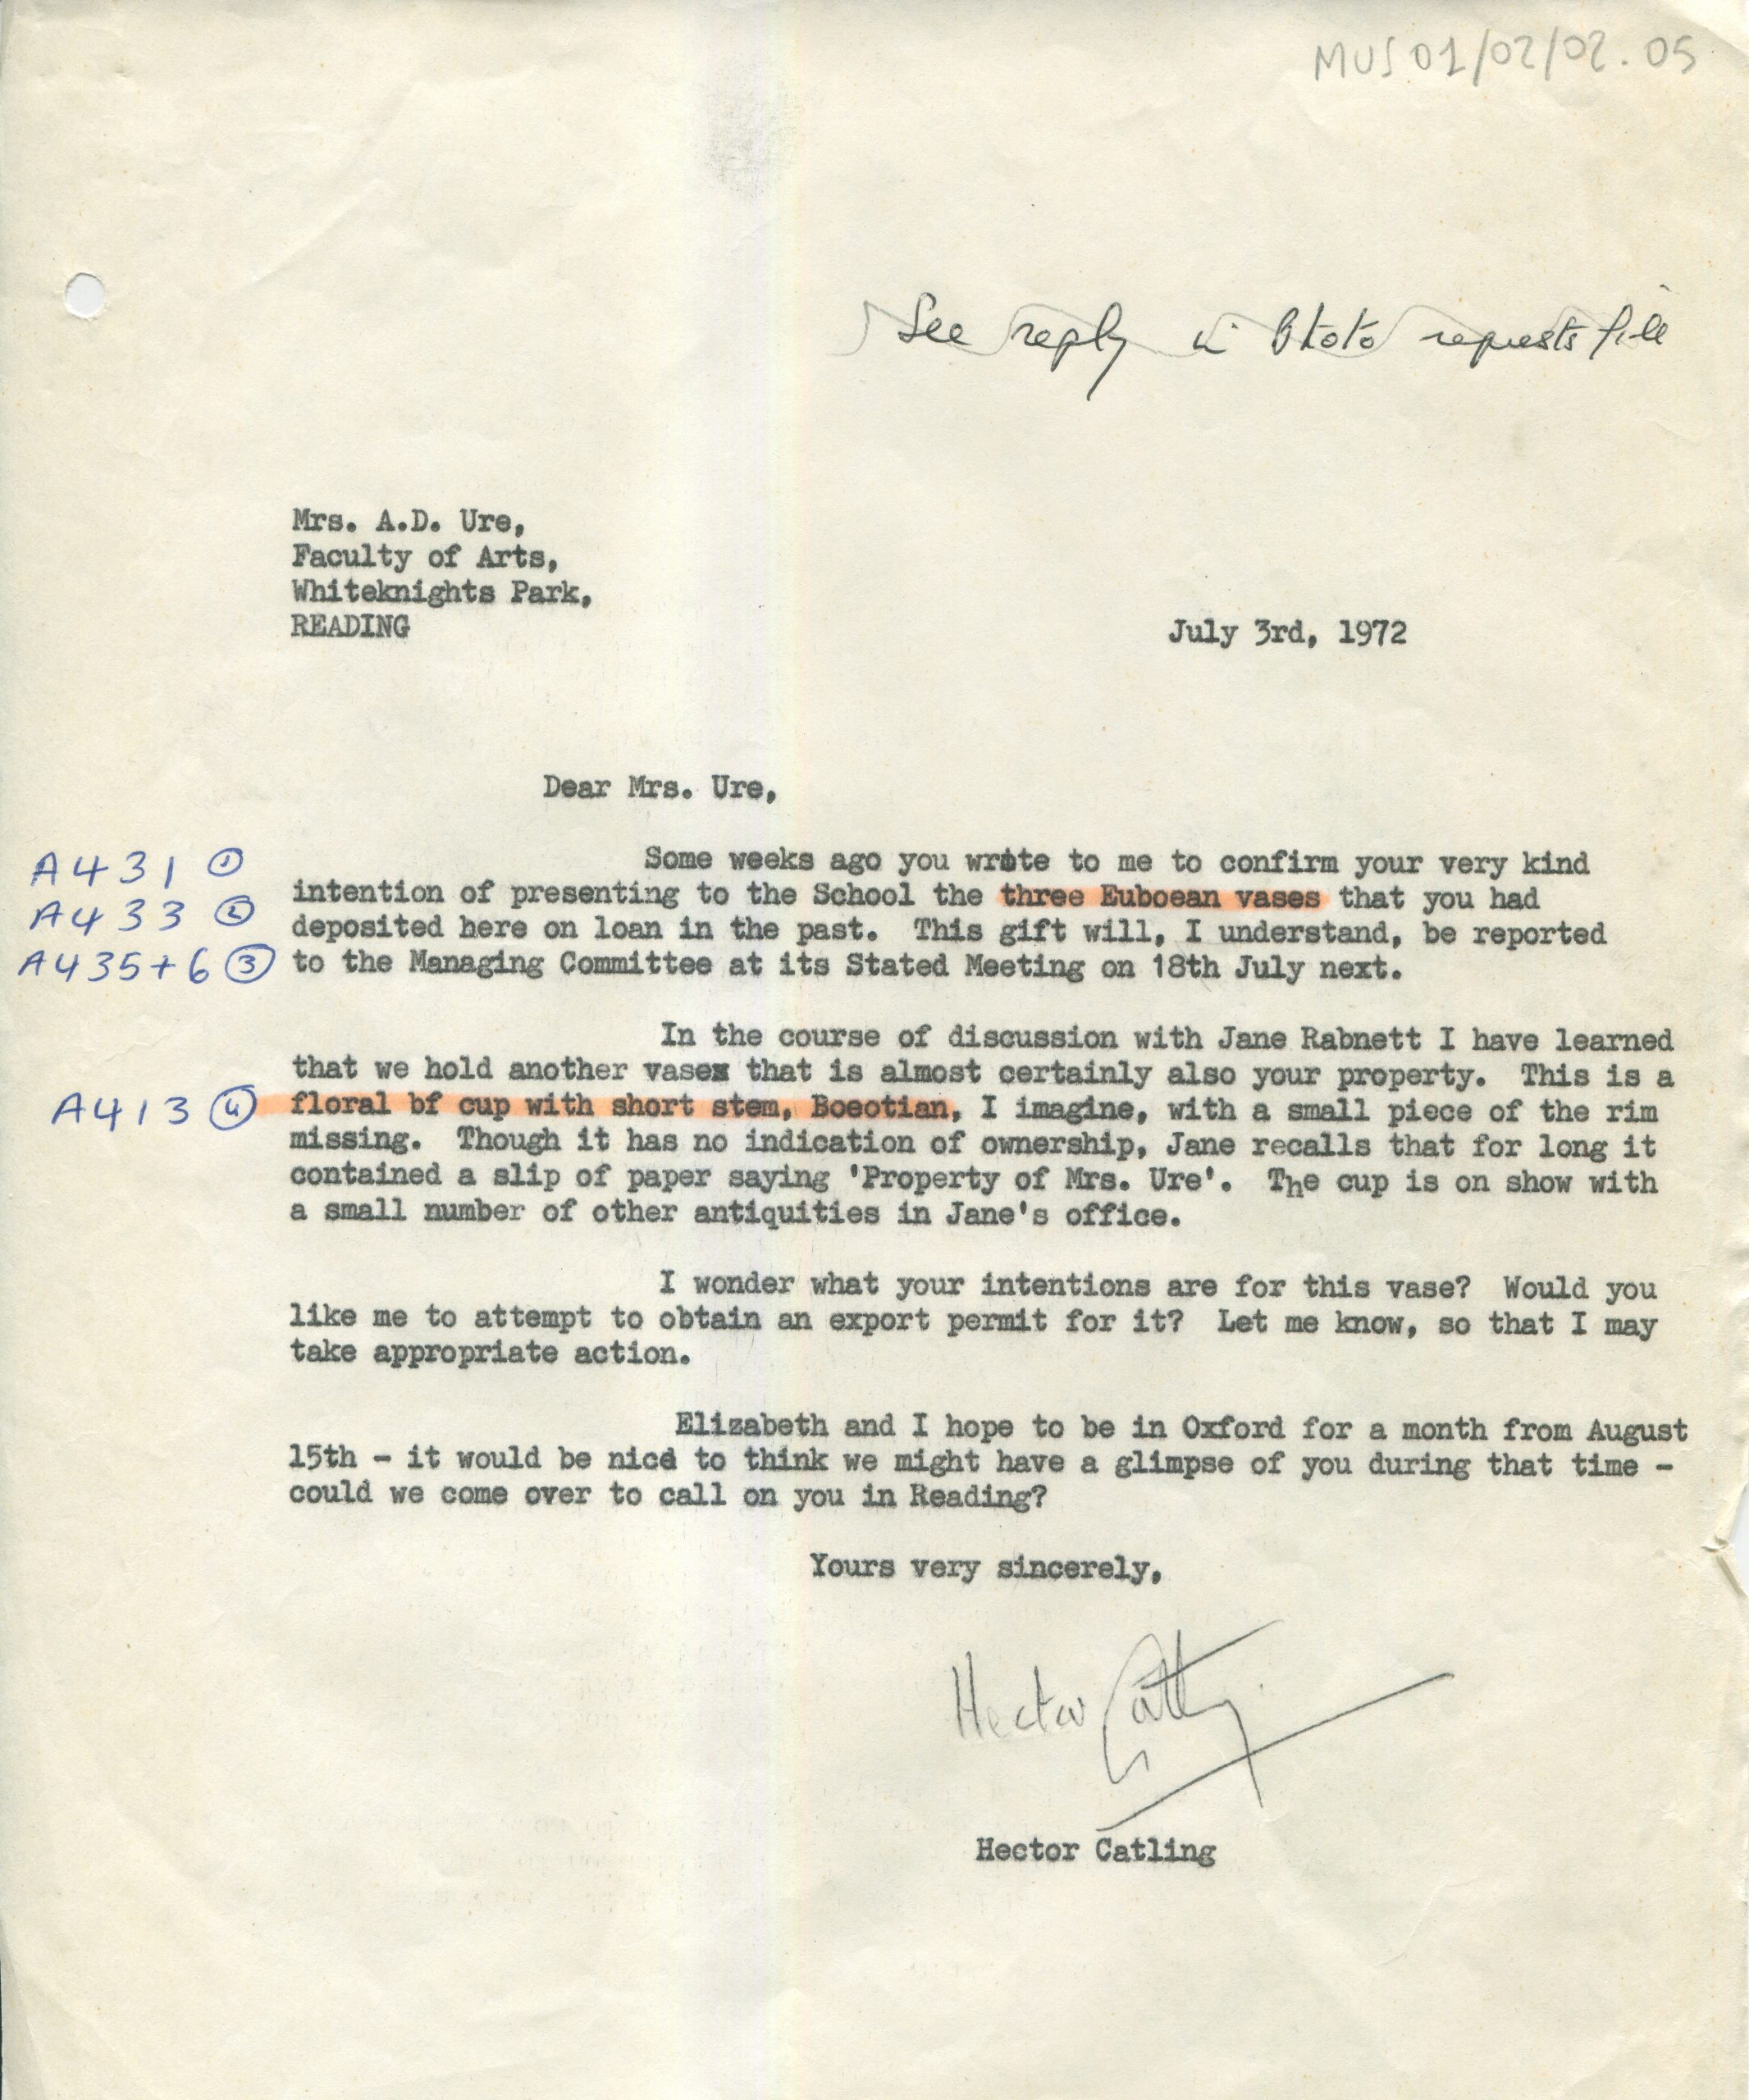 MUS 01/02/02.05
See reply in Photo requests file
Mrs. A.D. Ure,
Faculty of Arts,
Whiteknights Park,
READING
July 3rd, 1972
Dear Mrs. Ure,
A431 ①
Some weeks ago you wrote to me to confirm your very kind
A433 ②
intention of presenting to the School the three Euboean vases that you had
deposited here on loan in the past. This gift will, I understand, be reported
A435+6 ③
to the Managing Committee at its Stated Meeting on 18th July next.
In the course of discussion with Jane Rabnett I have learned
that we hold another vase that is almost certainly also your property. This is a
A413 ④
floral bf cup with short stem, Boeotian, I imagine, with a small piece of the rim
missing. Though it has no indication of ownership, Jane recalls that for long it
contained a slip of paper saying 'Property of Mrs. Ure'. The cup is on show with
a small number of other antiquities in Jane's office.
I wonder what your intentions are for this vase? Would you
like me to attempt to obtain an export permit for it? Let me know, so that I may
take appropriate action.
Elizabeth and I hope to be in Oxford for a month from August
15th - it would be nice to think we might have a glimpse of you during that time -
could we come over to call on you in Reading?
Yours very sincerely,
Hector Catling
Hector Catling